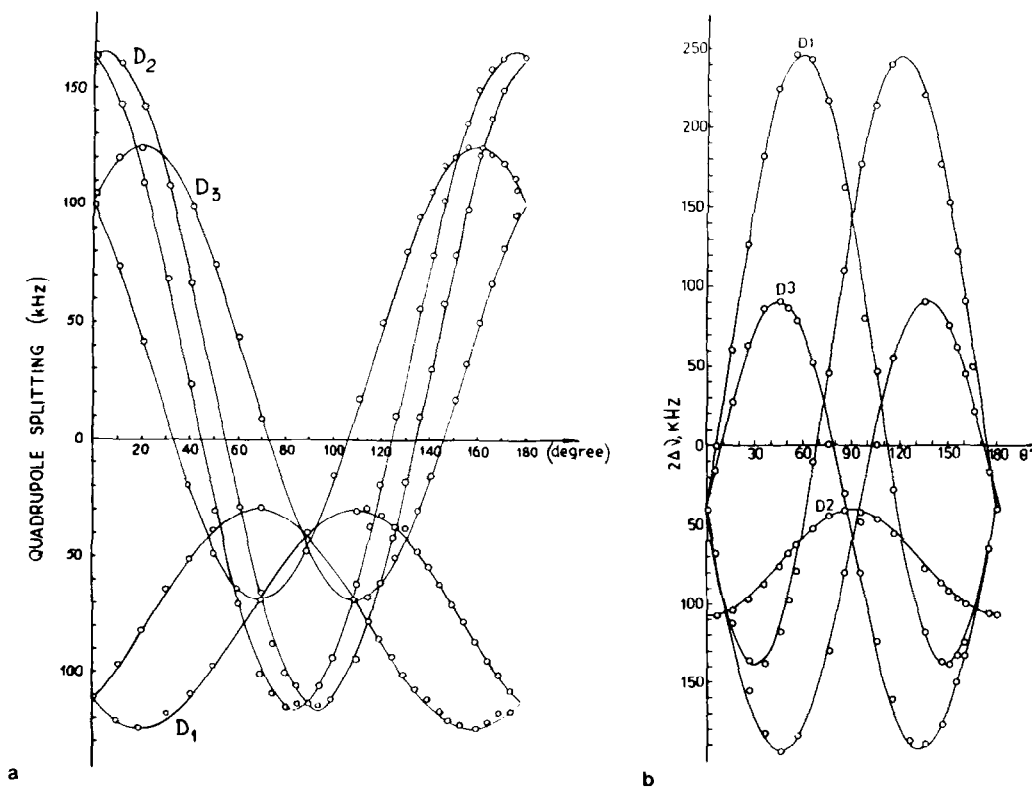 D2
D3
D1
QUADRUPOLE SPLITTING (kHz)
150
100
50
0
50
100
20 40 60 80 100 120 140 160 180 (degree)
a
D1
D3
D2
2Δν, kHz
250
200
150
100
50
0
50
100
150
30 60 90 120 150 180 θ°
b